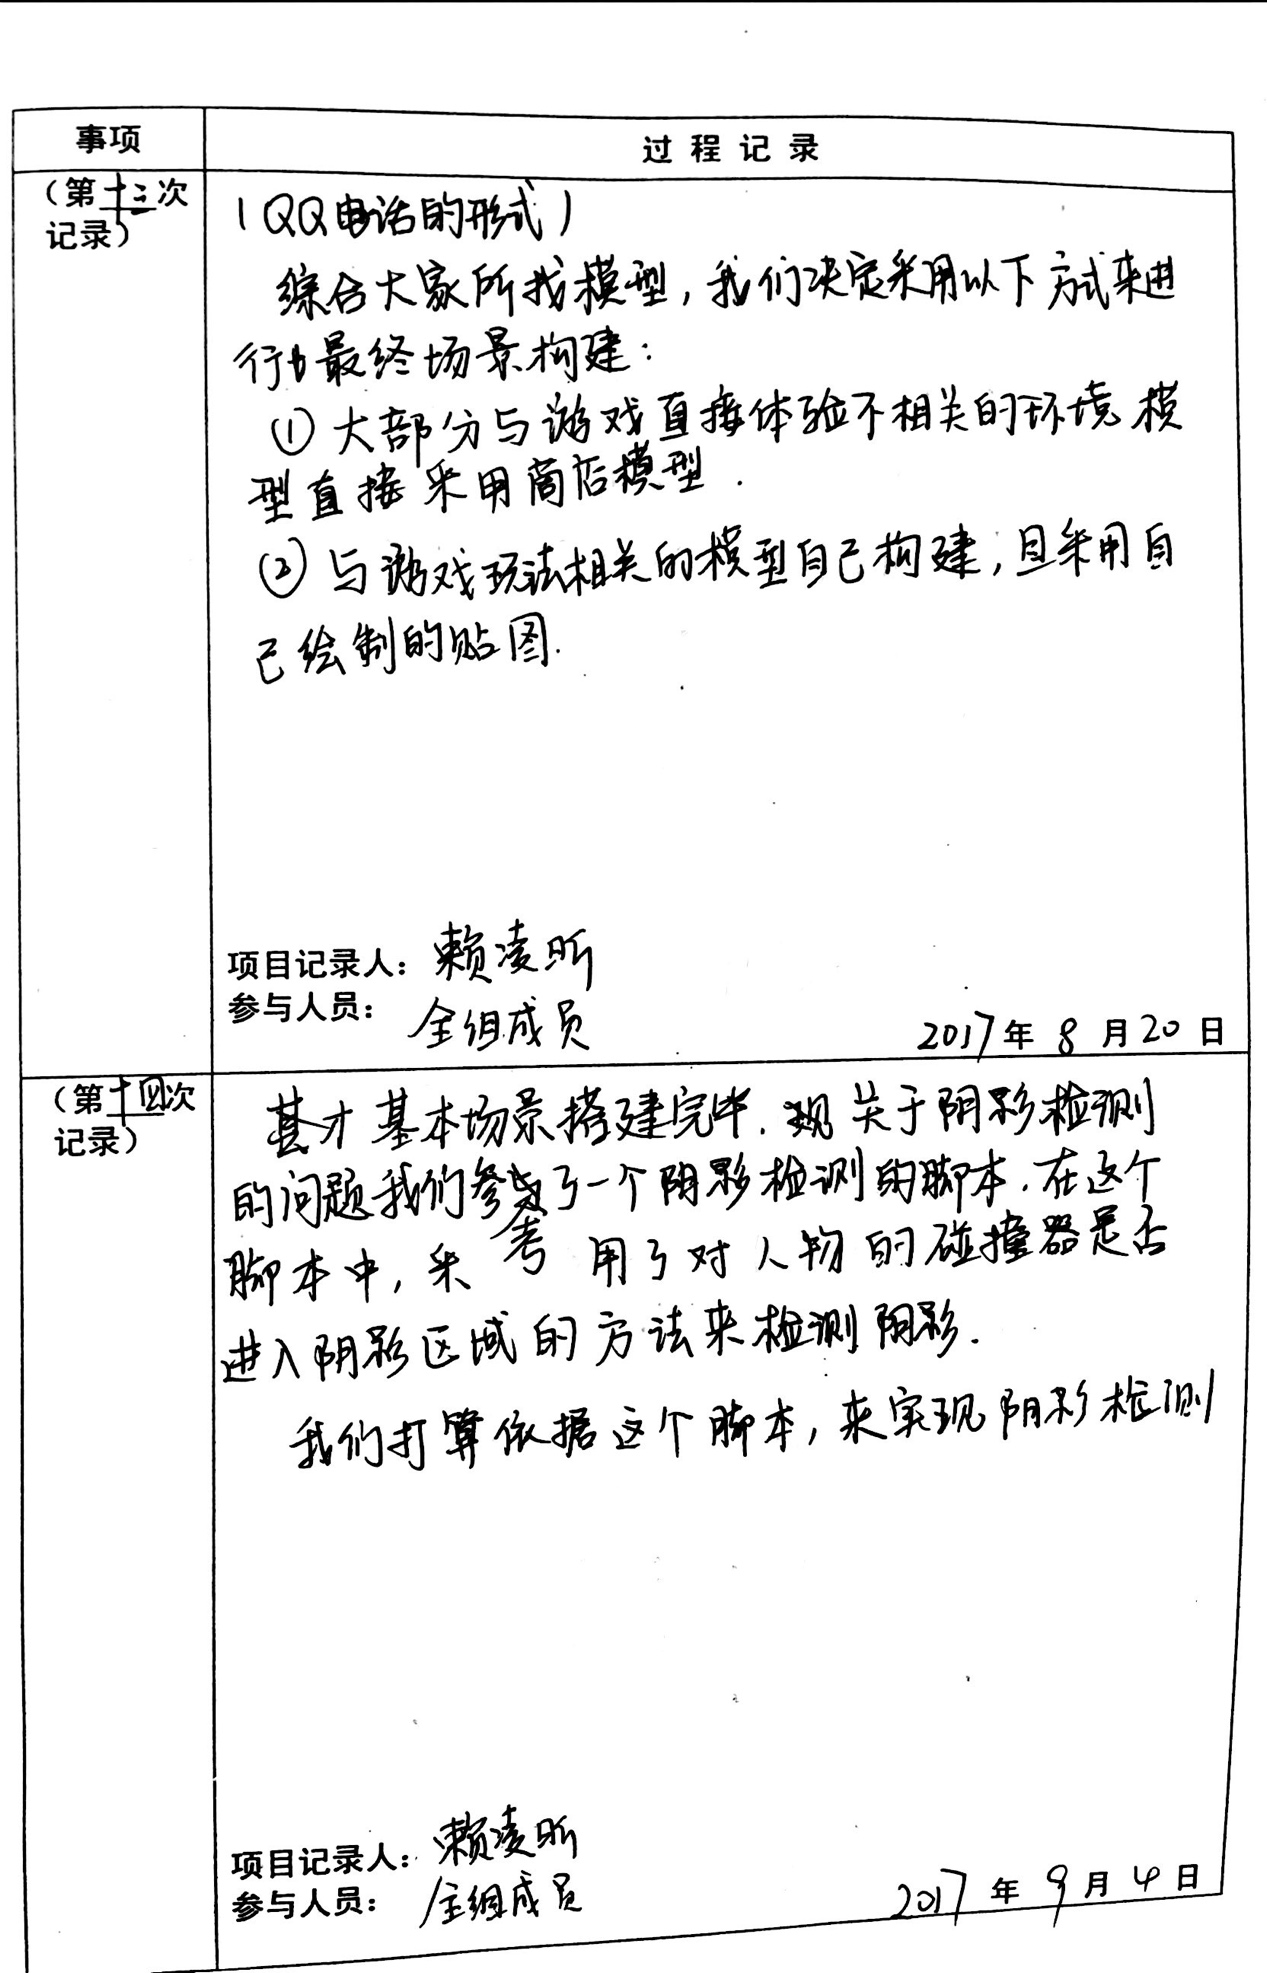 事项
过程记录
（第十三次
记录）
（QQ电话的形式）
综合大家所找模型，我们决定采用以下方式来进
行最终场景构建：
① 大部分与游戏直接体验不相关的环境模
型直接采用商店模型.
② 与游戏玩法相关的模型自己构建，且采用自
己绘制的贴图.
项目记录人：赖凌昕
参与人员：全组成员
2017年8月20日
（第十四次
记录）
基本场景搭建完毕.现关于阴影检测
的问题我们参考了一个阴影检测的脚本.在这个
脚本中，采用了对人物的碰撞器是否
进入阴影区域的方法来检测阴影.
我们打算依据这个脚本，来实现阴影检测
项目记录人：赖凌昕
参与人员：全组成员
2017年9月4日